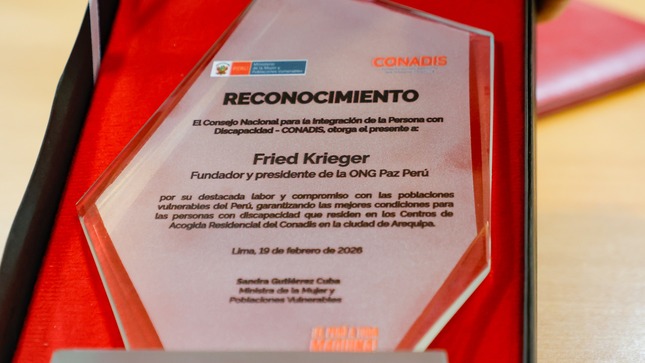 PERÚ
Ministerio
de la Mujer y
Poblaciones Vulnerables
CONADIS
RECONOCIMIENTO
El Consejo Nacional para la Integración de la Persona con
Discapacidad - CONADIS, otorga el presente a:
Fried Krieger
Fundador y presidente de la ONG Paz Perú
por su destacada labor y compromiso con las poblaciones
vulnerables del Perú, garantizando las mejores condiciones para
las personas con discapacidad que residen en los Centros de
Acogida Residencial del Conadis en la ciudad de Arequipa.
Lima, 19 de febrero de 2026
Sandra Gutiérrez Cuba
Ministra de la Mujer y
Poblaciones Vulnerables